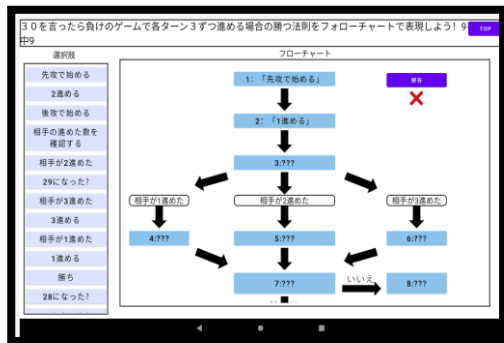 ３０を言ったら負けのゲームで各ターン３ずつ進める場合の勝つ法則をフォローチャートで表現しよう！9
中9
TOP
選択肢
フローチャート
先攻で始める
2進める
後攻で始める
相手の進めた数を
確認する
相手が2進めた
29になった?
相手が3進めた
3進める
相手が1進めた
1進める
勝ち
28になった?
1: 「先攻で始める」
解答
2: 「1進める」
3:???
相手が1進めた
相手が2進めた
相手が3進めた
4:???
5:???
6:???
7:???
いいえ
8:???